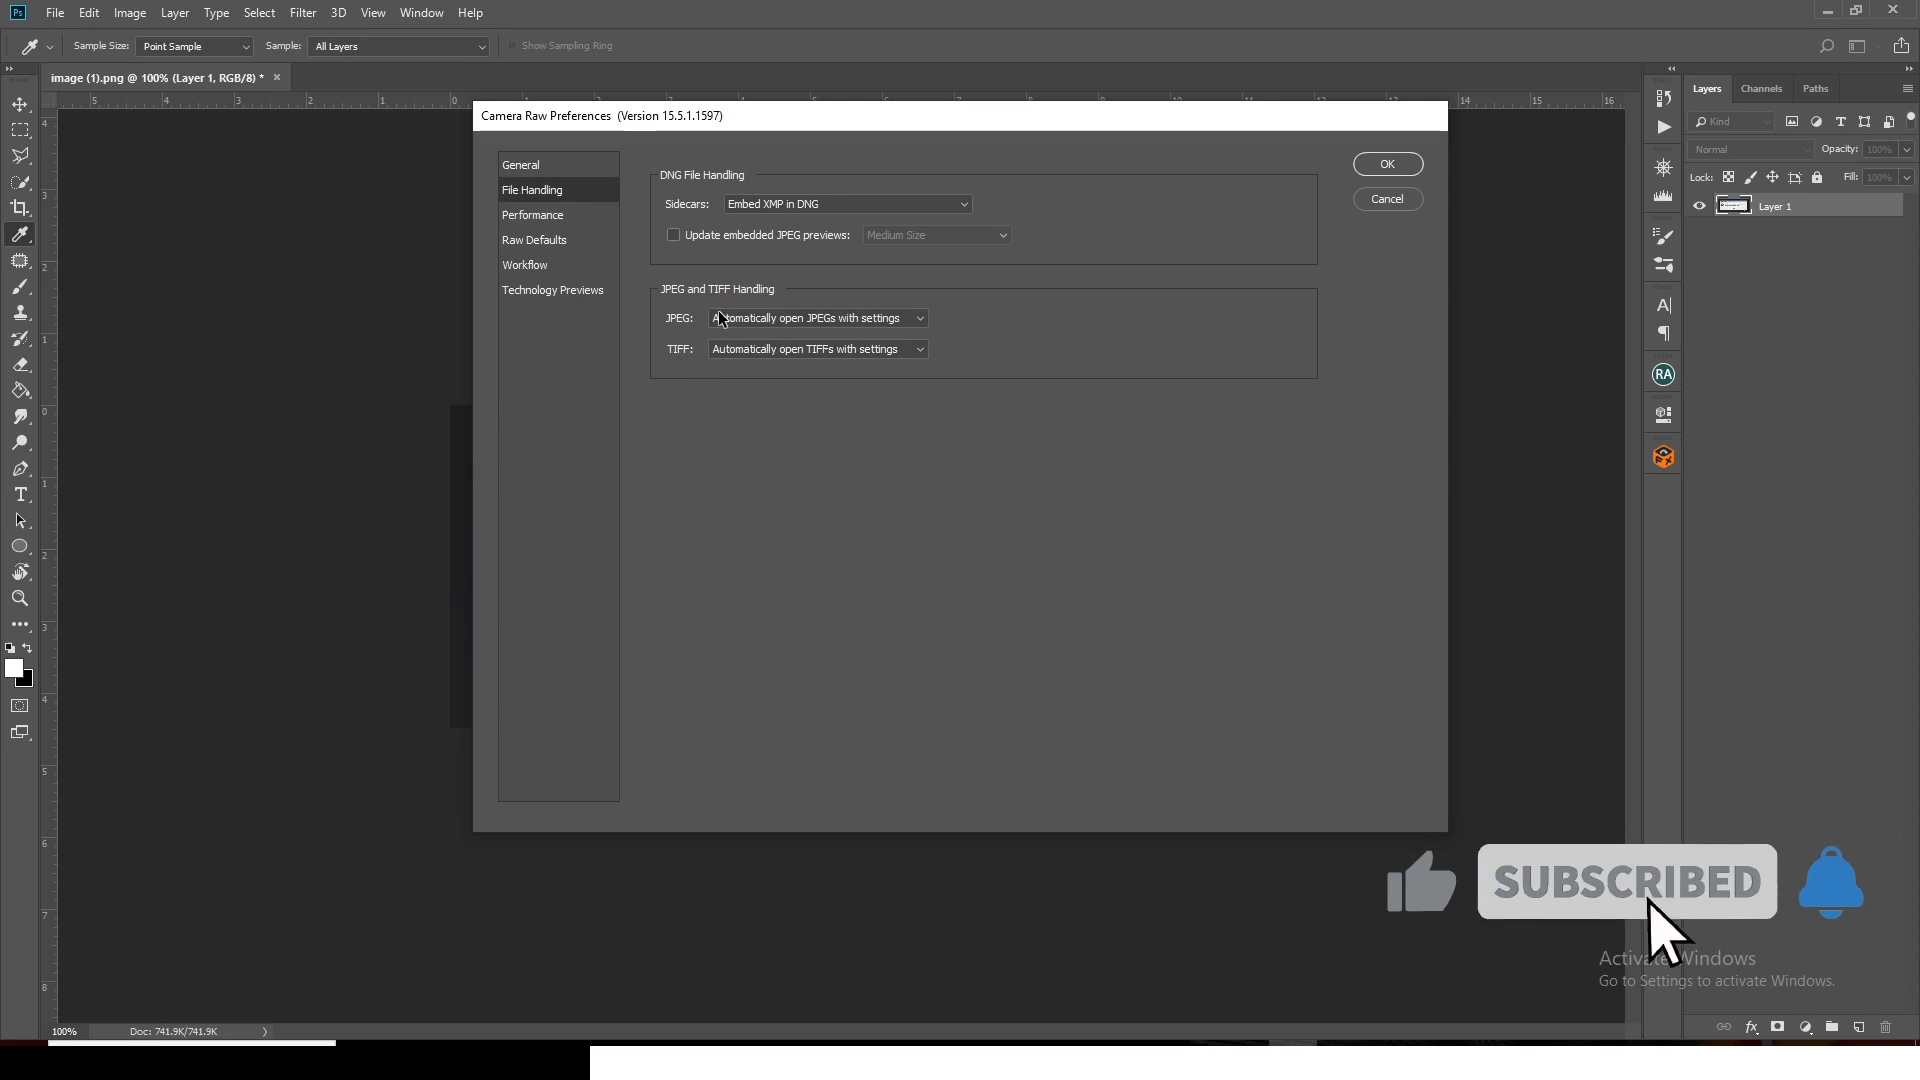 Ps File Edit Image Layer Type Select Filter 3D View Window Help
Sample Size: Point Sample Sample: All Layers Show Sampling Ring
image (1).png @ 100% (Layer 1, RGB/8) *
Camera Raw Preferences (Version 15.5.1.1597)
General
File Handling
Performance
Raw Defaults
Workflow
Technology Previews
DNG File Handling
Sidecars: Embed XMP in DNG
Update embedded JPEG previews: Medium Size
JPEG and TIFF Handling
JPEG: Automatically open JPEGs with settings
TIFF: Automatically open TIFFs with settings
OK
Cancel
Layers Channels Paths
Kind
Normal Opacity: 100%
Lock: Fill: 100%
Layer 1
RA
SUBSCRIBED
Activate Windows
Go to Settings to activate Windows.
100% Doc: 741.9K/741.9K